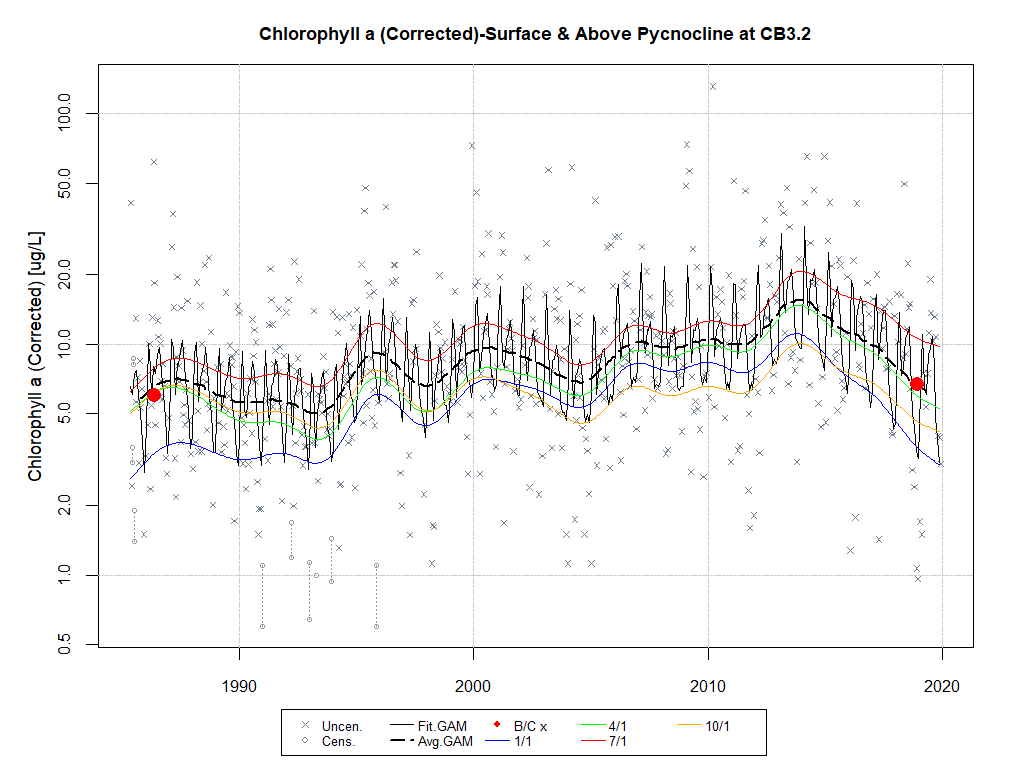 Chlorophyll a (Corrected)-Surface & Above Pycnocline at CB3.2
Chlorophyll a (Corrected) [ug/L]
100.0
50.0
20.0
10.0
5.0
2.0
1.0
0.5
1990 2000 2010 2020
Uncen. Fit.GAM B/C x 4/1 10/1
Cens. Avg.GAM 1/1 7/1